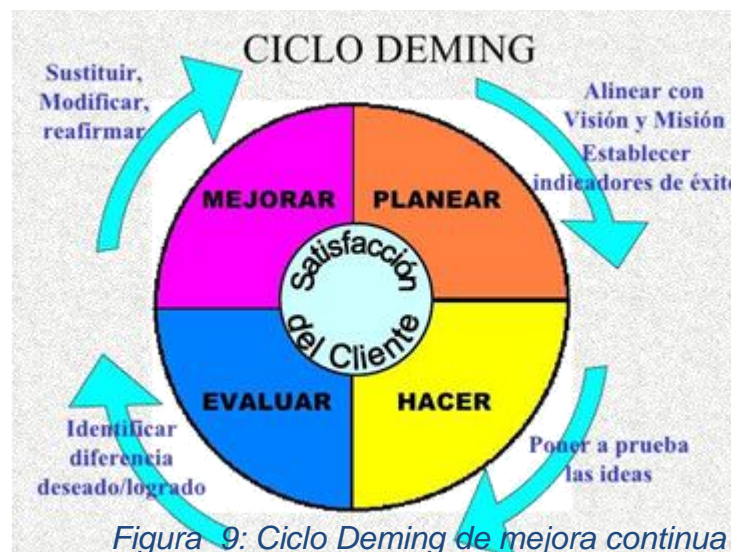 CICLO DEMING
Sustituir,
Modificar,
reafirmar
Alinear con
Visión y Misión
Establecer
indicadores de éxito
MEJORAR
PLANEAR
Satisfacción
del Cliente
EVALUAR
HACER
Identificar
diferencia
deseado/logrado
Poner a prueba
las ideas
Figura 9: Ciclo Deming de mejora continua